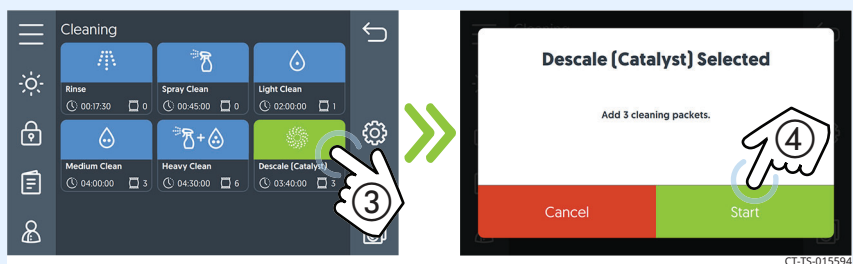 Cleaning
Rinse
00:17:30 0
Spray Clean
00:45:00 0
Light Clean
02:00:00 1
Medium Clean
04:00:00 3
Heavy Clean
04:30:00 6
Descale (Catalyst)
03:40:00 3
3
Descale (Catalyst) Selected
Add 3 cleaning packets.
4
Cancel
Start
CT-TS-015594